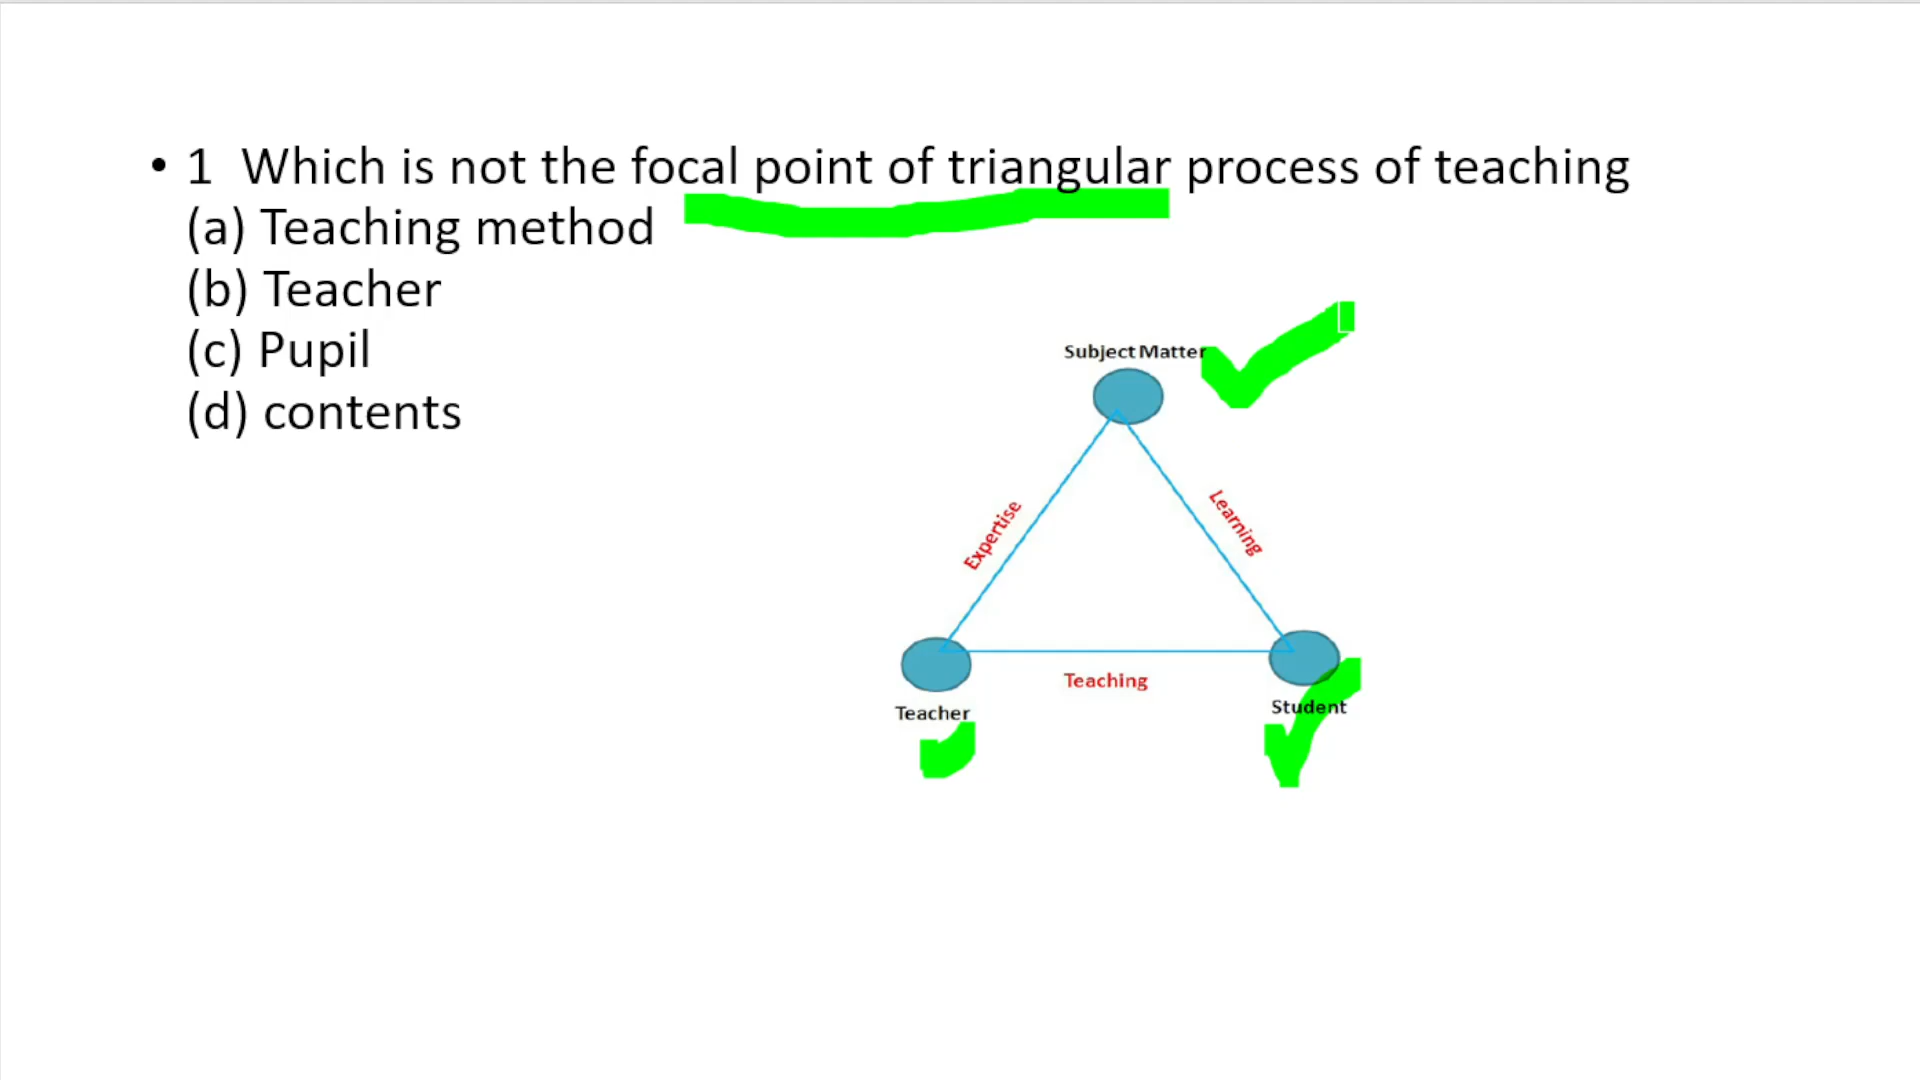 • 1 Which is not the focal point of triangular process of teaching
(a) Teaching method
(b) Teacher
(c) Pupil
(d) contents
Subject Matter
Expertise
Learning
Teaching
Teacher
Student